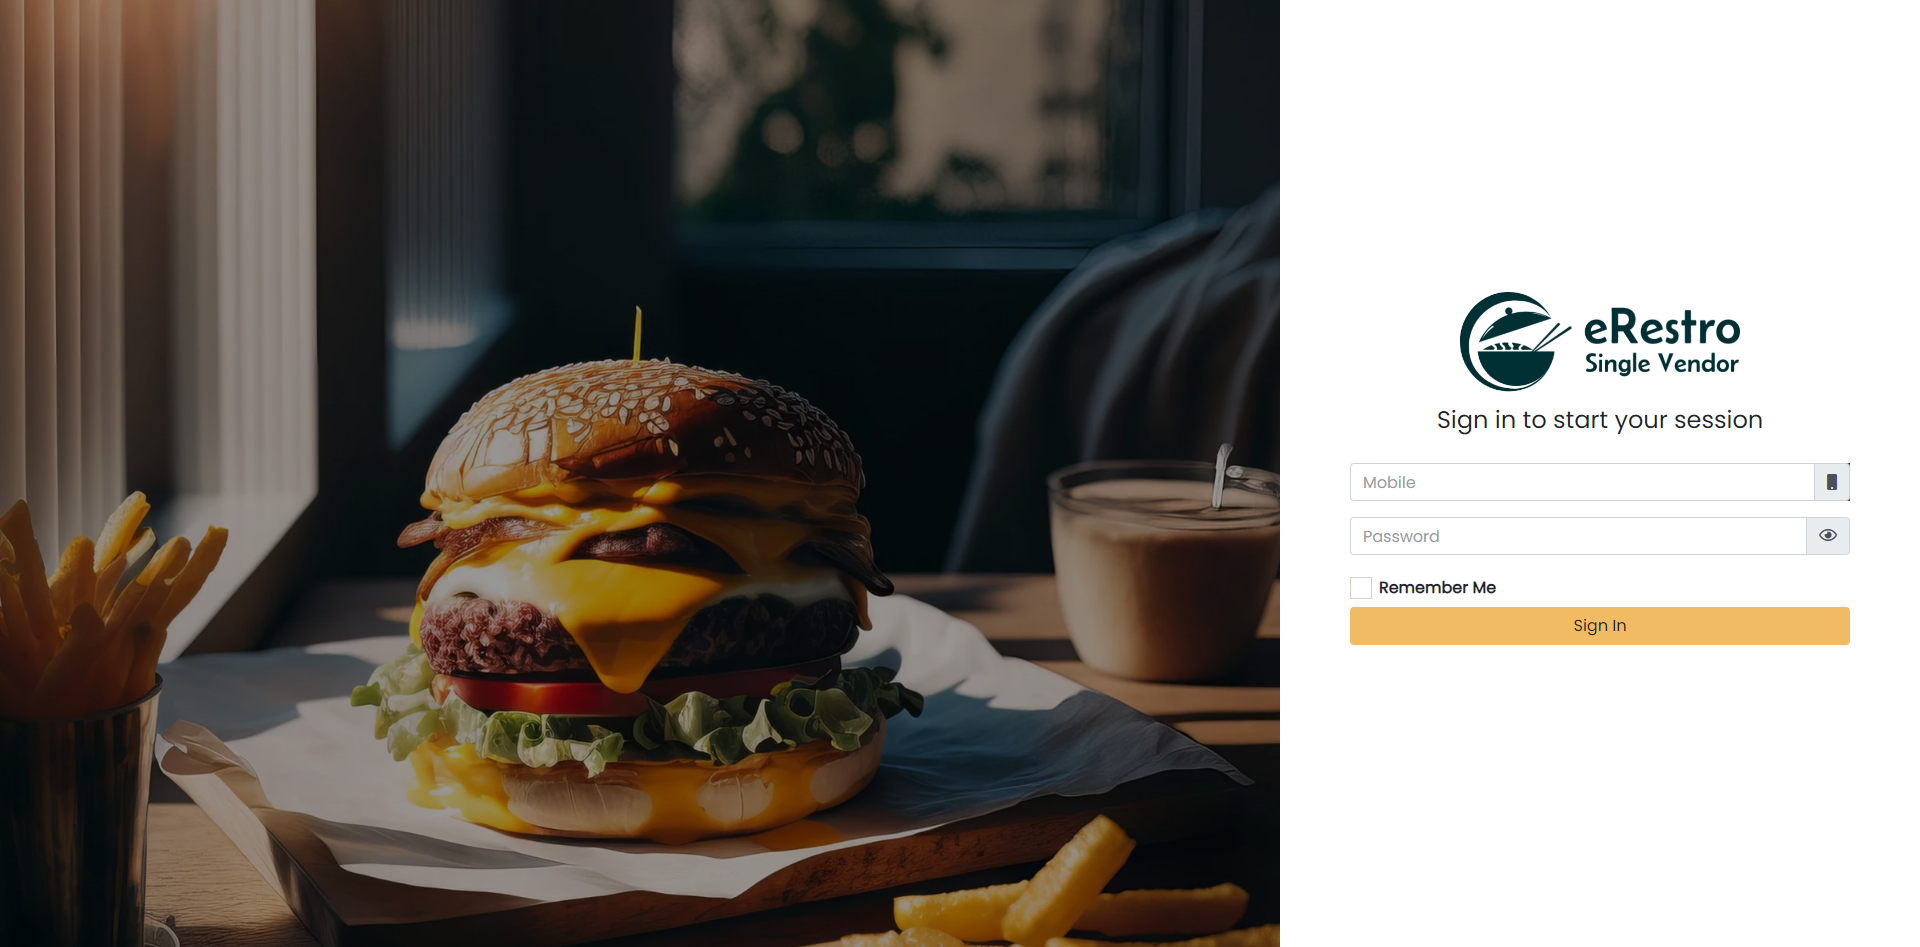 eRestro
Single Vendor
Sign in to start your session
Mobile
Password
Remember Me
Sign In